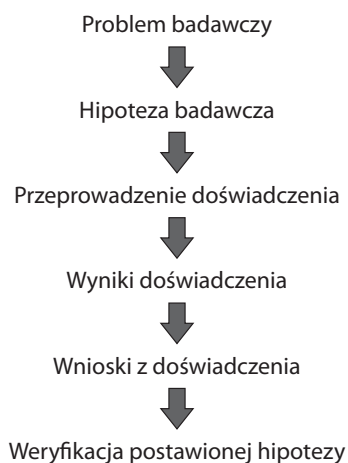 Problem badawczy
Hipoteza badawcza
Przeprowadzenie doświadczenia
Wyniki doświadczenia
Wnioski z doświadczenia
Weryfikacja postawionej hipotezy